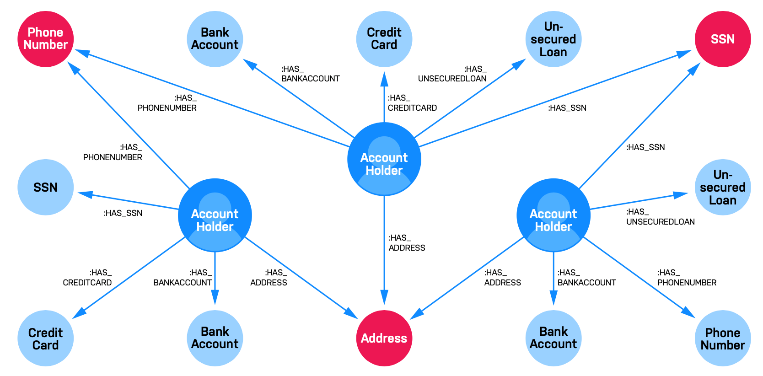 Phone
Number
Bank
Account
Credit
Card
Un-
secured
Loan
SSN
:HAS_
BANKACCOUNT
:HAS_
UNSECUREDLOAN
:HAS_
PHONENUMBER
:HAS_
CREDITCARD
:HAS_SSN
:HAS_
PHONENUMBER
Account
Holder
:HAS_SSN
SSN
:HAS_SSN
Account
Holder
Account
Holder
Un-
secured
Loan
:HAS_
UNSECUREDLOAN
:HAS_
ADDRESS
:HAS_
CREDITCARD
:HAS_
BANKACCOUNT
:HAS_
ADDRESS
:HAS_
ADDRESS
:HAS_
BANKACCOUNT
:HAS_
PHONENUMBER
Credit
Card
Bank
Account
Address
Bank
Account
Phone
Number